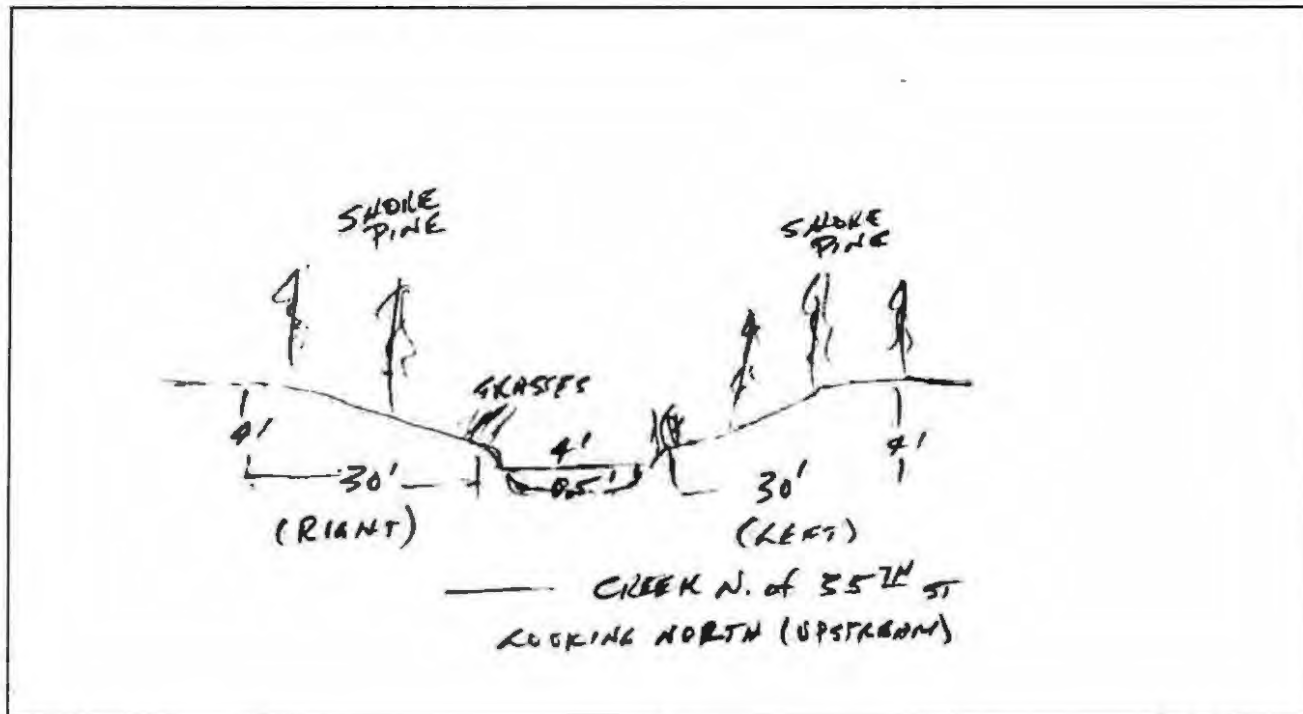 SHORE
PINE
SHORE
PINE
GRASSES
4'
4'
4'
30'
0.5'
30'
(RIGHT)
(LEFT)
CREEK N. of 35TH ST
LOOKING NORTH (UPSTREAM)